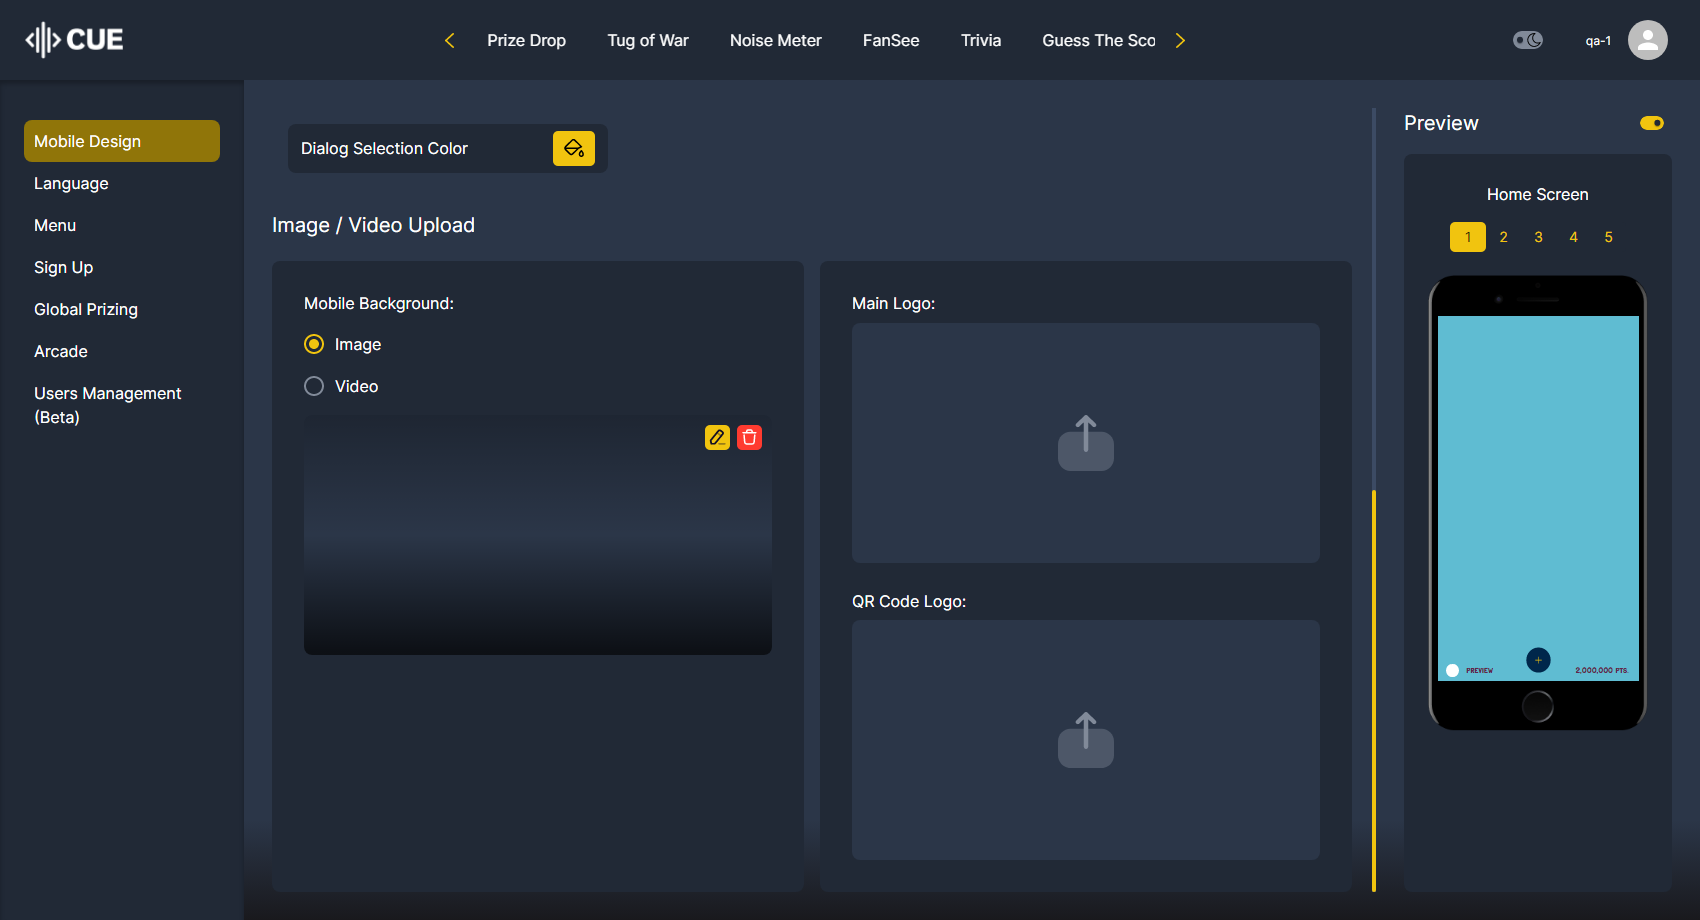 CUE
Prize Drop
Tug of War
Noise Meter
FanSee
Trivia
Guess The Sco
qa-1
Mobile Design
Language
Menu
Sign Up
Global Prizing
Arcade
Users Management
(Beta)
Dialog Selection Color
Image / Video Upload
Mobile Background:
Image
Video
Main Logo:
QR Code Logo:
Preview
Home Screen
1 2 3 4 5
PREVIEW
+
2,000,000 PTS